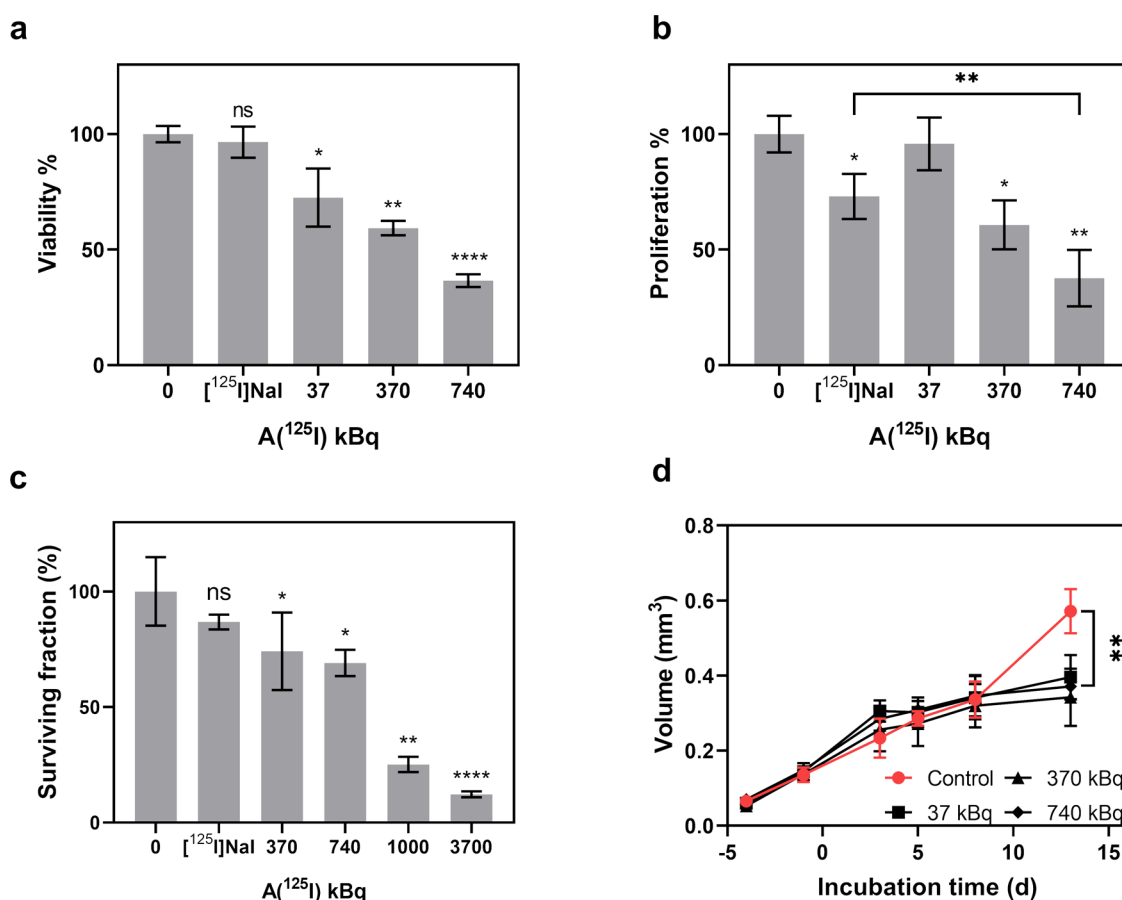 a
Viability %
100
50
0
ns
*
**
****
0 [¹²⁵I]NaI 37 370 740
A(¹²⁵I) kBq
b
Proliferation %
100
50
0
**
*
*
**
0 [¹²⁵I]NaI 37 370 740
A(¹²⁵I) kBq
c
Surviving fraction (%)
100
50
0
ns
*
*
**
****
0 [¹²⁵I]NaI 370 740 1000 3700
A(¹²⁵I) kBq
d
Volume (mm³)
0.8
0.6
0.4
0.2
0.0
**
Control 370 kBq
37 kBq 740 kBq
-5 0 5 10 15
Incubation time (d)